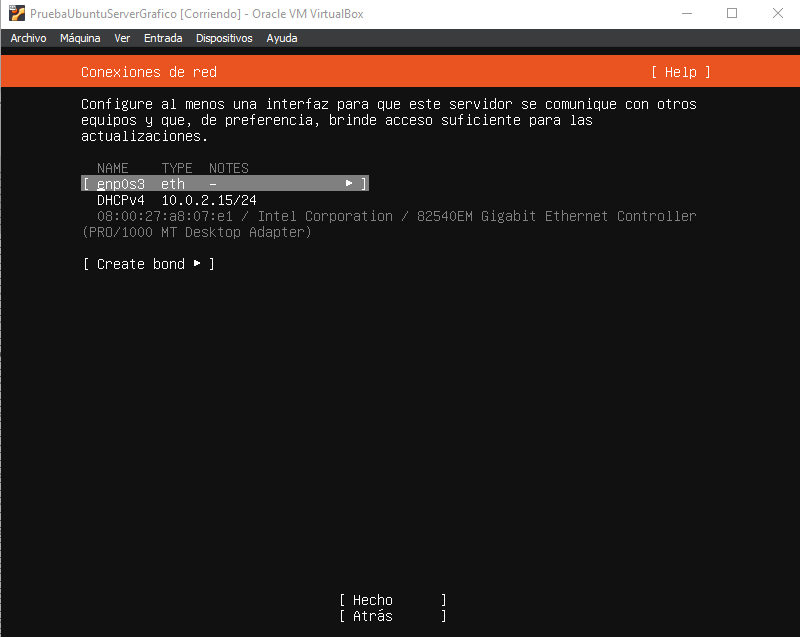 PruebaUbuntuServerGrafico [Corriendo] - Oracle VM VirtualBox
Archivo Máquina Ver Entrada Dispositivos Ayuda
Conexiones de red [ Help ]
Configure al menos una interfaz para que este servidor se comunique con otros
equipos y que, de preferencia, brinde acceso suficiente para las
actualizaciones.
NAME TYPE NOTES
[ enp0s3 eth - ▸ ]
DHCPv4 10.0.2.15/24
08:00:27:a8:07:e1 / Intel Corporation / 82540EM Gigabit Ethernet Controller
(PRO/1000 MT Desktop Adapter)
[ Create bond ▸ ]
[ Hecho ]
[ Atrás ]